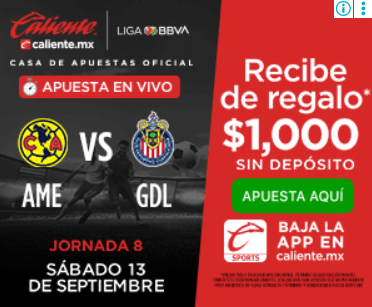 Caliente
caliente.mx
LIGA BBVA
CASA DE APUESTAS OFICIAL
APUESTA EN VIVO
CA
VS
AME
GDL
JORNADA 8
SÁBADO 13
DE SEPTIEMBRE
Recibe
de regalo*
$1,000
SIN DEPÓSITO
APUESTA AQUÍ
SPORTS
BAJA LA
APP EN
caliente.mx